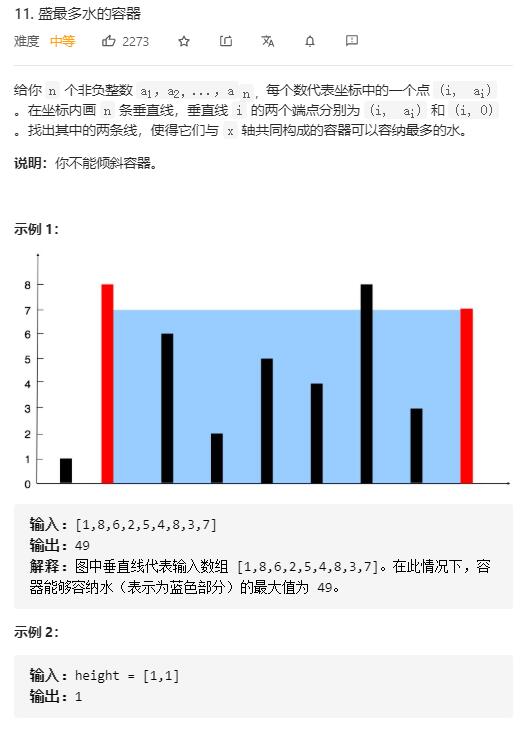 11. 盛最多水的容器
难度 中等 2273
给你 n 个非负整数 a1, a2, ..., a n, 每个数代表坐标中的一个点 (i, ai)
。在坐标内画 n 条垂直线，垂直线 i 的两个端点分别为 (i, ai) 和 (i, 0)
。找出其中的两条线，使得它们与 x 轴共同构成的容器可以容纳最多的水。
说明：你不能倾斜容器。
示例 1：
8
7
6
5
4
3
2
1
0
输入：[1,8,6,2,5,4,8,3,7]
输出：49
解释：图中垂直线代表输入数组 [1,8,6,2,5,4,8,3,7]。在此情况下，容
器能够容纳水（表示为蓝色部分）的最大值为 49。
示例 2：
输入：height = [1,1]
输出：1